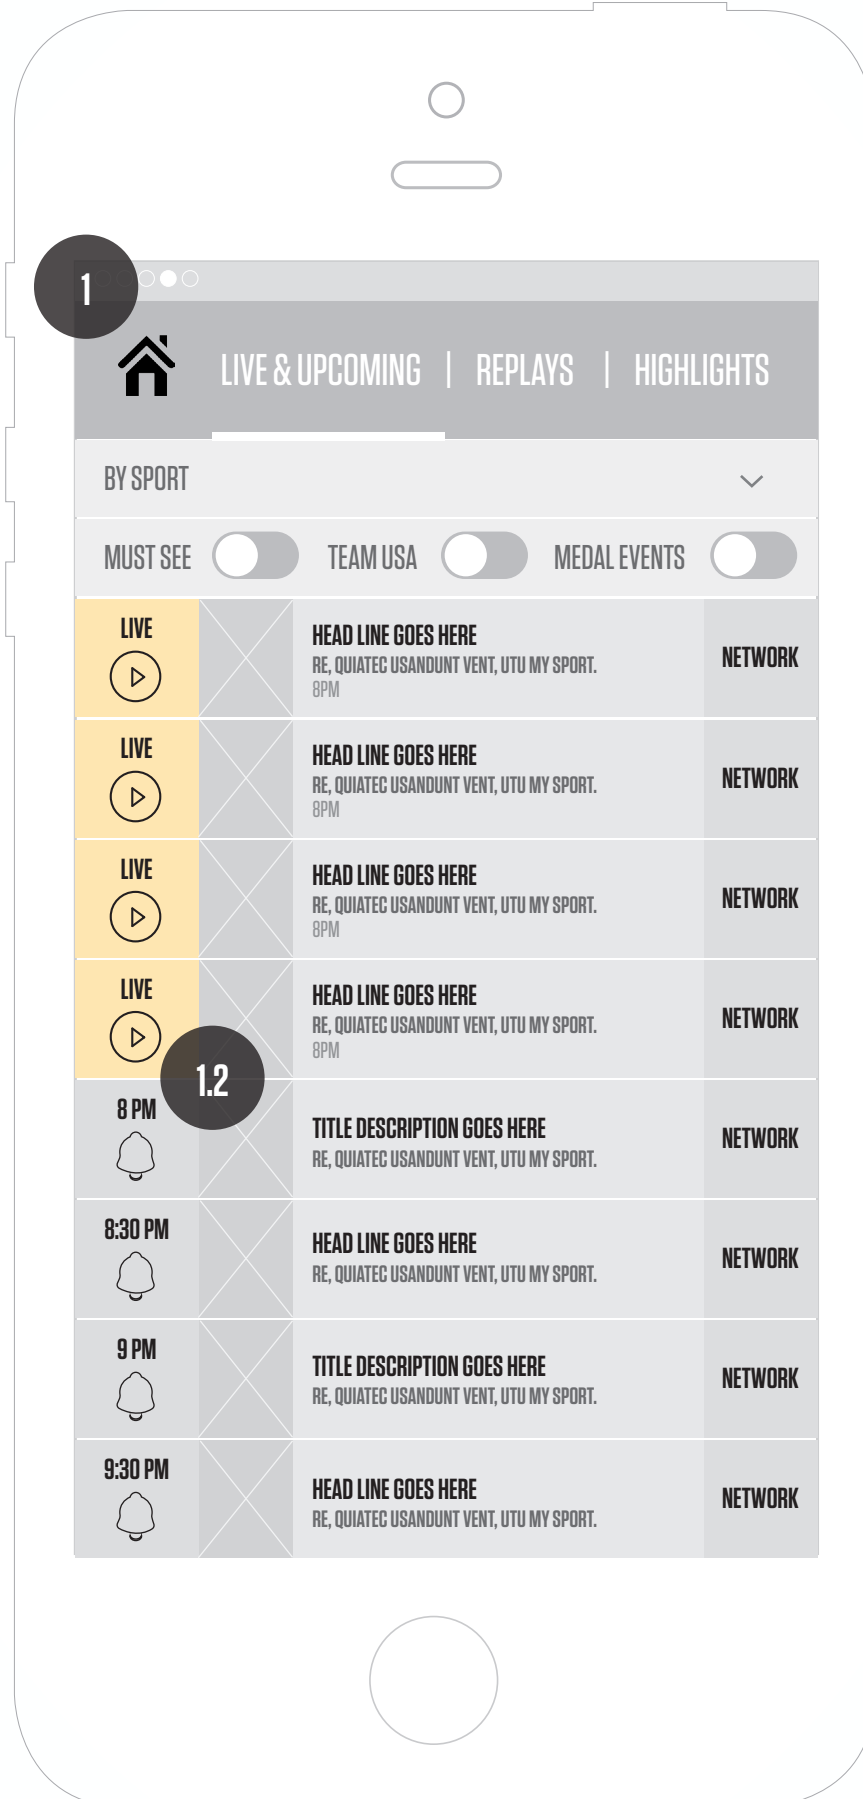 1
LIVE & UPCOMING | REPLAYS | HIGHLIGHTS
BY SPORT
MUST SEE TEAM USA MEDAL EVENTS
LIVE
HEAD LINE GOES HERE
RE, QUIATEC USANDUNT VENT, UTU MY SPORT.
8PM
NETWORK
LIVE
HEAD LINE GOES HERE
RE, QUIATEC USANDUNT VENT, UTU MY SPORT.
8PM
NETWORK
LIVE
HEAD LINE GOES HERE
RE, QUIATEC USANDUNT VENT, UTU MY SPORT.
8PM
NETWORK
LIVE
HEAD LINE GOES HERE
RE, QUIATEC USANDUNT VENT, UTU MY SPORT.
8PM
NETWORK
1.2
8 PM
TITLE DESCRIPTION GOES HERE
RE, QUIATEC USANDUNT VENT, UTU MY SPORT.
NETWORK
8:30 PM
HEAD LINE GOES HERE
RE, QUIATEC USANDUNT VENT, UTU MY SPORT.
NETWORK
9 PM
TITLE DESCRIPTION GOES HERE
RE, QUIATEC USANDUNT VENT, UTU MY SPORT.
NETWORK
9:30 PM
HEAD LINE GOES HERE
RE, QUIATEC USANDUNT VENT, UTU MY SPORT.
NETWORK